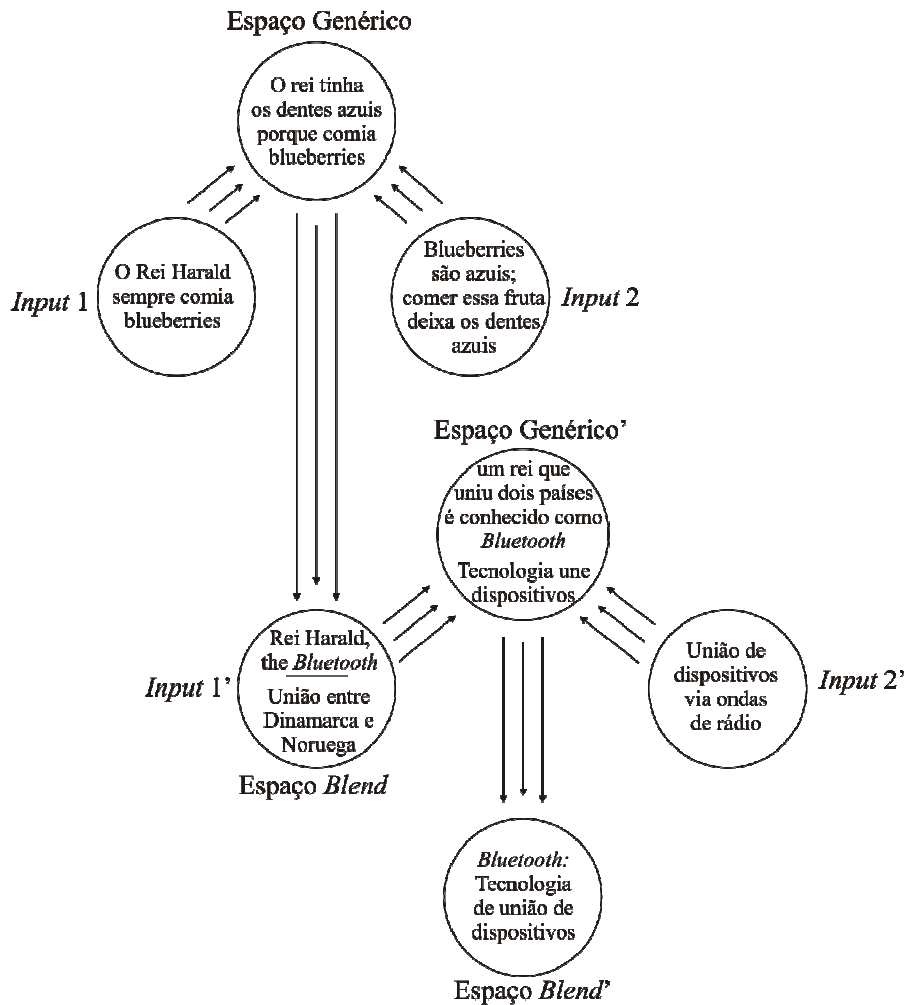 Espaço Genérico
O rei tinha
os dentes azuis
porque comia
blueberries
Input 1
O Rei Harald
sempre comia
blueberries
Blueberries
são azuis;
comer essa fruta
deixa os dentes
azuis
Input 2
Espaço Genérico’
um rei que
uniu dois países
é conhecido como
Bluetooth
Tecnologia une
dispositivos
Input 1’
Rei Harald,
the Bluetooth
União entre
Dinamarca e
Noruega
Espaço Blend
União de
dispositivos
via ondas
de rádio
Input 2’
Bluetooth:
Tecnologia
de união de
dispositivos
Espaço Blend’